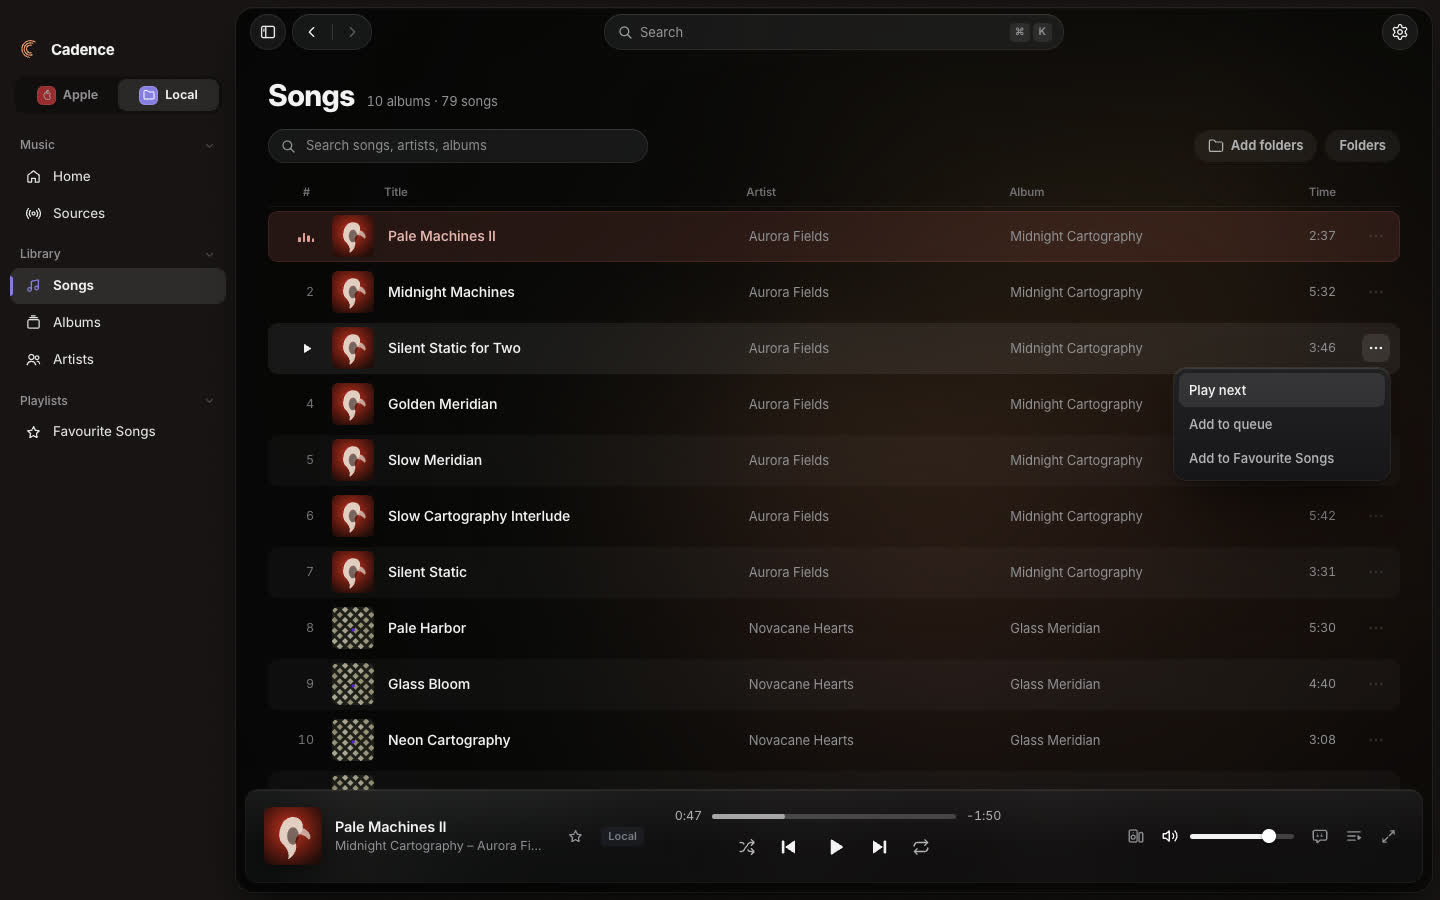 Cadence
Search
⌘ K
Apple
Local
Songs
10 albums · 79 songs
Music
Home
Sources
Library
Songs
Albums
Artists
Playlists
Favourite Songs
Search songs, artists, albums
Add folders
Folders
# Title Artist Album Time
Pale Machines II Aurora Fields Midnight Cartography 2:37
2 Midnight Machines Aurora Fields Midnight Cartography 5:32
Silent Static for Two Aurora Fields Midnight Cartography 3:46
4 Golden Meridian Aurora Fields Midnight Cartography
5 Slow Meridian Aurora Fields Midnight Cartography
6 Slow Cartography Interlude Aurora Fields Midnight Cartography 5:42
7 Silent Static Aurora Fields Midnight Cartography 3:31
8 Pale Harbor Novacane Hearts Glass Meridian 5:30
9 Glass Bloom Novacane Hearts Glass Meridian 4:40
10 Neon Cartography Novacane Hearts Glass Meridian 3:08
Play next
Add to queue
Add to Favourite Songs
Pale Machines II
Midnight Cartography – Aurora Fi...
Local
0:47
-1:50